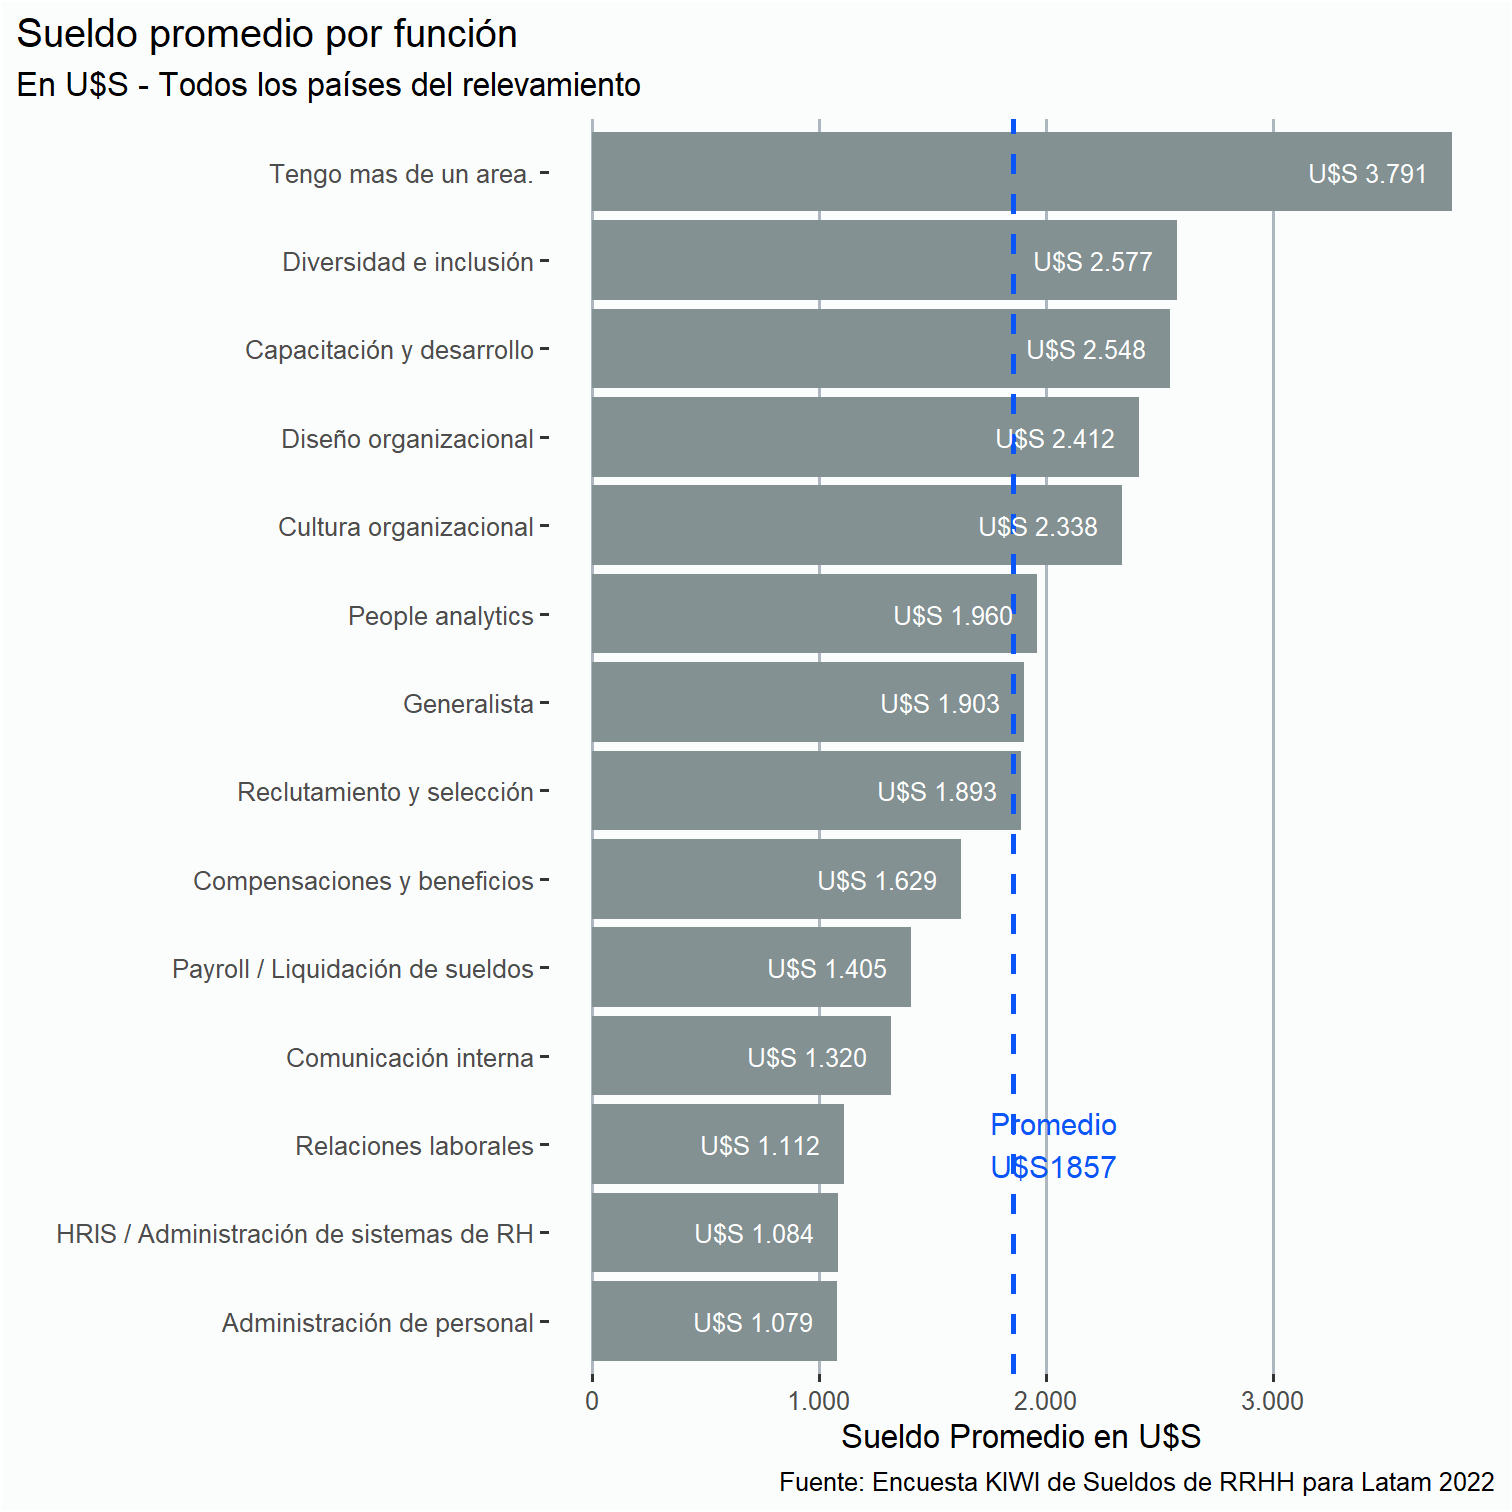 Sueldo promedio por función
En U$S - Todos los países del relevamiento
Tengo mas de un area.
U$S 3.791
Diversidad e inclusión
U$S 2.577
Capacitación y desarrollo
U$S 2.548
Diseño organizacional
U$S 2.412
Cultura organizacional
U$S 2.338
People analytics
U$S 1.960
Generalista
U$S 1.903
Reclutamiento y selección
U$S 1.893
Compensaciones y beneficios
U$S 1.629
Payroll / Liquidación de sueldos
U$S 1.405
Comunicación interna
U$S 1.320
Relaciones laborales
U$S 1.112
Promedio
U$S1857
HRIS / Administración de sistemas de RH
U$S 1.084
Administración de personal
U$S 1.079
0
1.000
2.000
3.000
Sueldo Promedio en U$S
Fuente: Encuesta KIWI de Sueldos de RRHH para Latam 2022